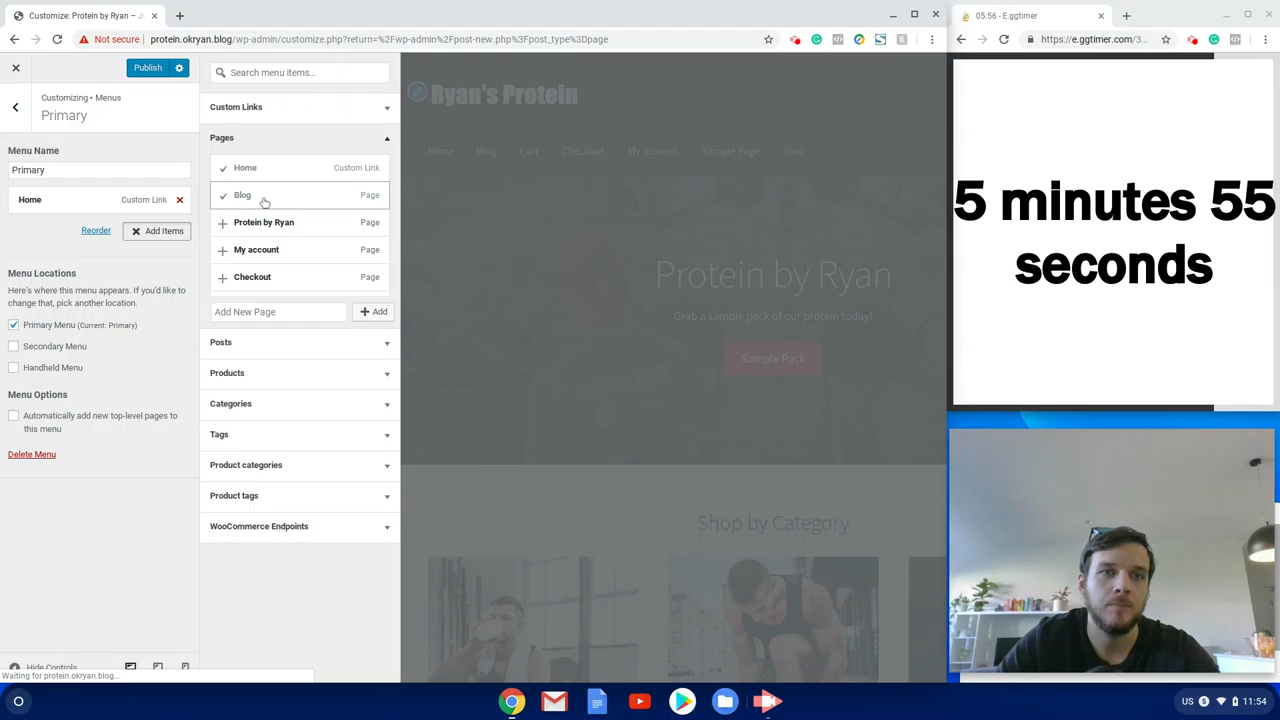 Customize: Protein by Ryan – J
Not secure
protein.okryan.blog/wp-admin/customize.php?return=%2Fwp-admin%2Fpost-new.php%3Fpost_type%3Dpage
05:56 - E.ggtimer
https://e.ggtimer.com/3...
Publish
Customizing ▸ Menus
Primary
Menu Name
Primary
Home
Custom Link
Reorder
Add Items
Menu Locations
Here's where this menu appears. If you'd like
to change that, pick another location.
Primary Menu (Current: Primary)
Secondary Menu
Handheld Menu
Menu Options
Automatically add new top-level pages to
this menu
Delete Menu
Hide Controls
Waiting for protein.okryan.blog...
Search menu items...
Custom Links
Pages
Home Custom Link
Blog Page
Protein by Ryan Page
My account Page
Checkout Page
Add New Page
Add
Posts
Products
Categories
Tags
Product categories
Product tags
WooCommerce Endpoints
Ryan's Protein
Home Blog Cart Checkout My account Sample Page Shop
Protein by Ryan
Grab a sample pack of our protein today!
Sample Pack
Shop by Category
5 minutes 55
seconds
US 5 11:54